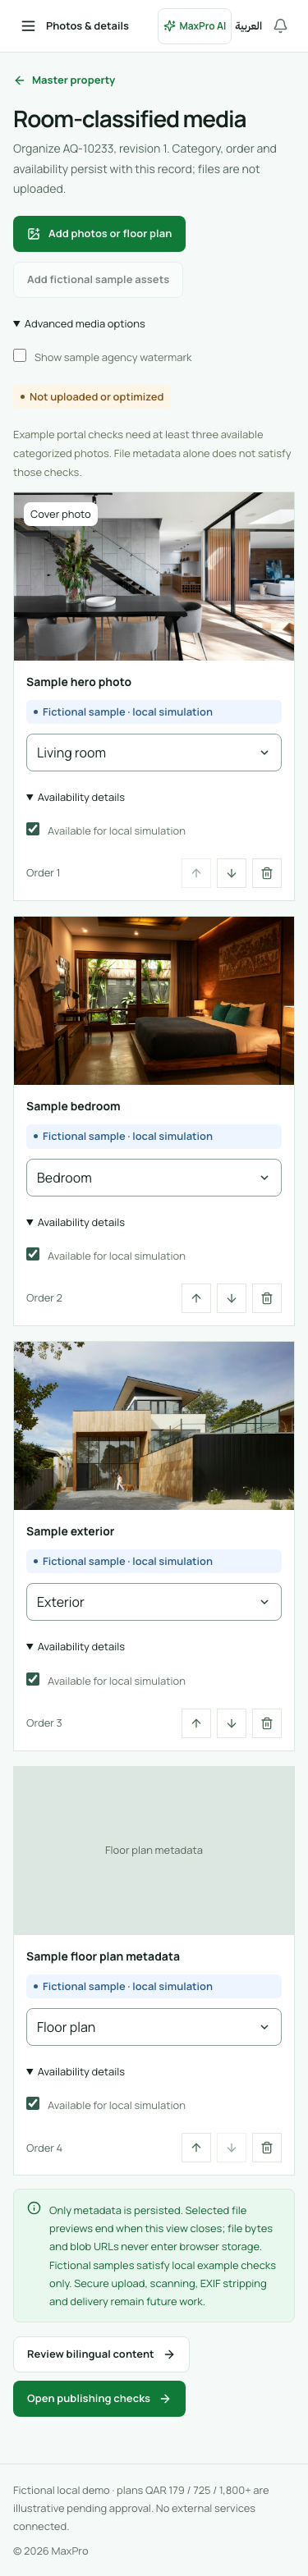 Photos & details
MaxPro AI
العربية
Master property
Room-classified media
Organize AQ-10233, revision 1. Category, order and
availability persist with this record; files are not
uploaded.
Add photos or floor plan
Add fictional sample assets
Advanced media options
Show sample agency watermark
Not uploaded or optimized
Example portal checks need at least three available
categorized photos. File metadata alone does not satisfy
those checks.
Cover photo
Sample hero photo
Fictional sample · local simulation
Living room
Availability details
Available for local simulation
Order 1
Sample bedroom
Fictional sample · local simulation
Bedroom
Availability details
Available for local simulation
Order 2
Sample exterior
Fictional sample · local simulation
Exterior
Availability details
Available for local simulation
Order 3
Floor plan metadata
Sample floor plan metadata
Fictional sample · local simulation
Floor plan
Availability details
Available for local simulation
Order 4
Only metadata is persisted. Selected file
previews end when this view closes; file bytes
and blob URLs never enter browser storage.
Fictional samples satisfy local example checks
only. Secure upload, scanning, EXIF stripping
and delivery remain future work.
Review bilingual content
Open publishing checks
Fictional local demo · plans QAR 179 / 725 / 1,800+ are
illustrative pending approval. No external services
connected.
© 2026 MaxPro